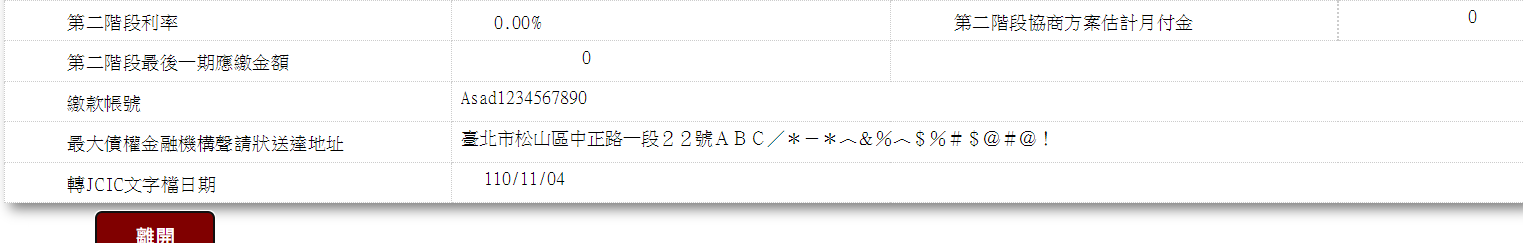 第二階段利率 0.00% 第二階段協商方案估計月付金 0
第二階段最後一期應繳金額 0
繳款帳號 Asad1234567890
最大債權金融機構聲請狀送達地址 臺北市松山區中正路一段２２號ＡＢＣ／＊－＊︿＆％︿＄％＃＄＠＃＠！
轉JCIC文字檔日期 110/11/04
離開